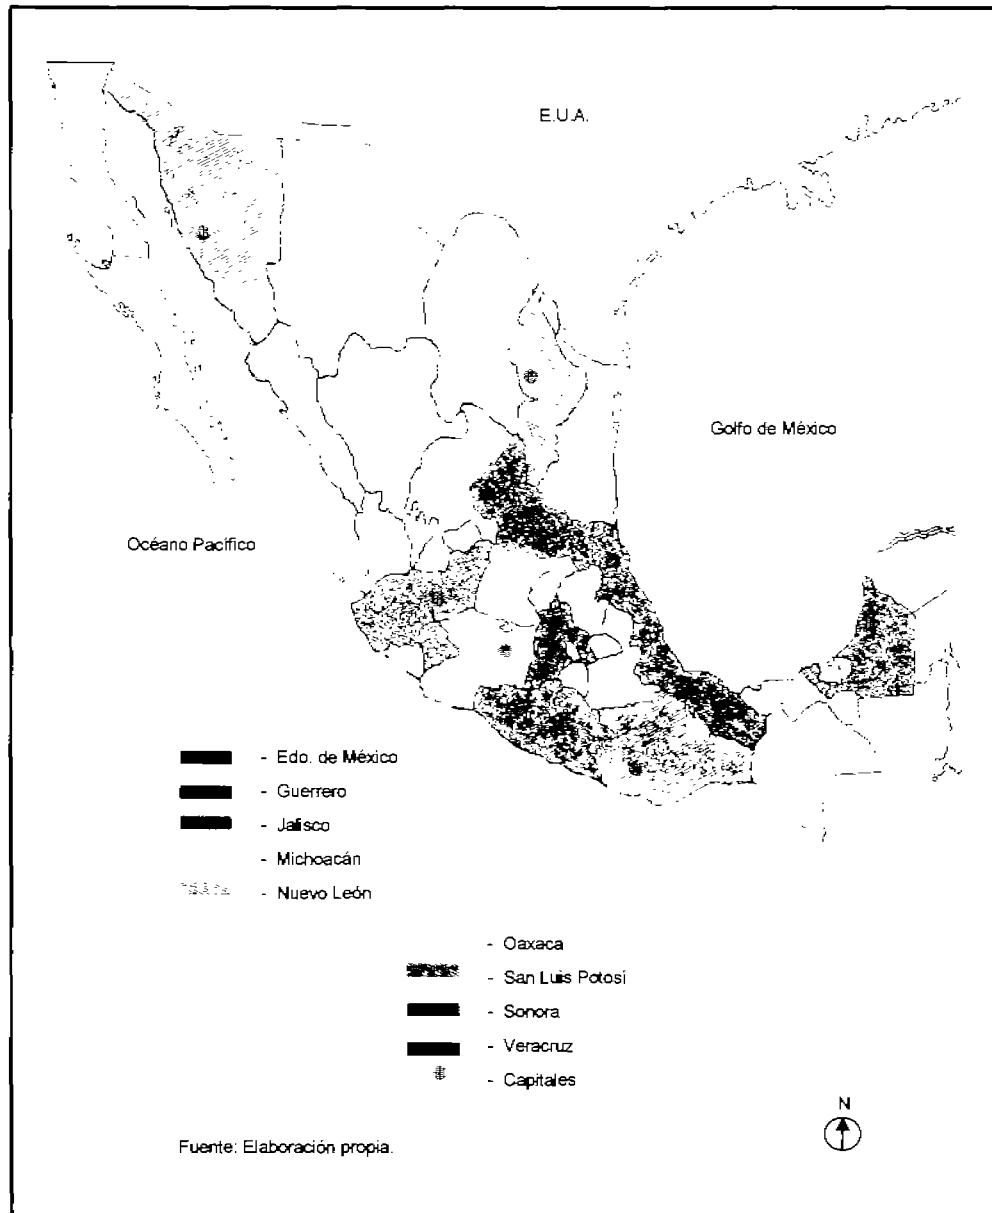 E.U.A.
Golfo de México
Océano Pacífico
- Edo. de México
- Guerrero
- Jalisco
- Michoacán
- Nuevo León
- Oaxaca
- San Luis Potosí
- Sonora
- Veracruz
- Capitales
N
Fuente: Elaboración propia.